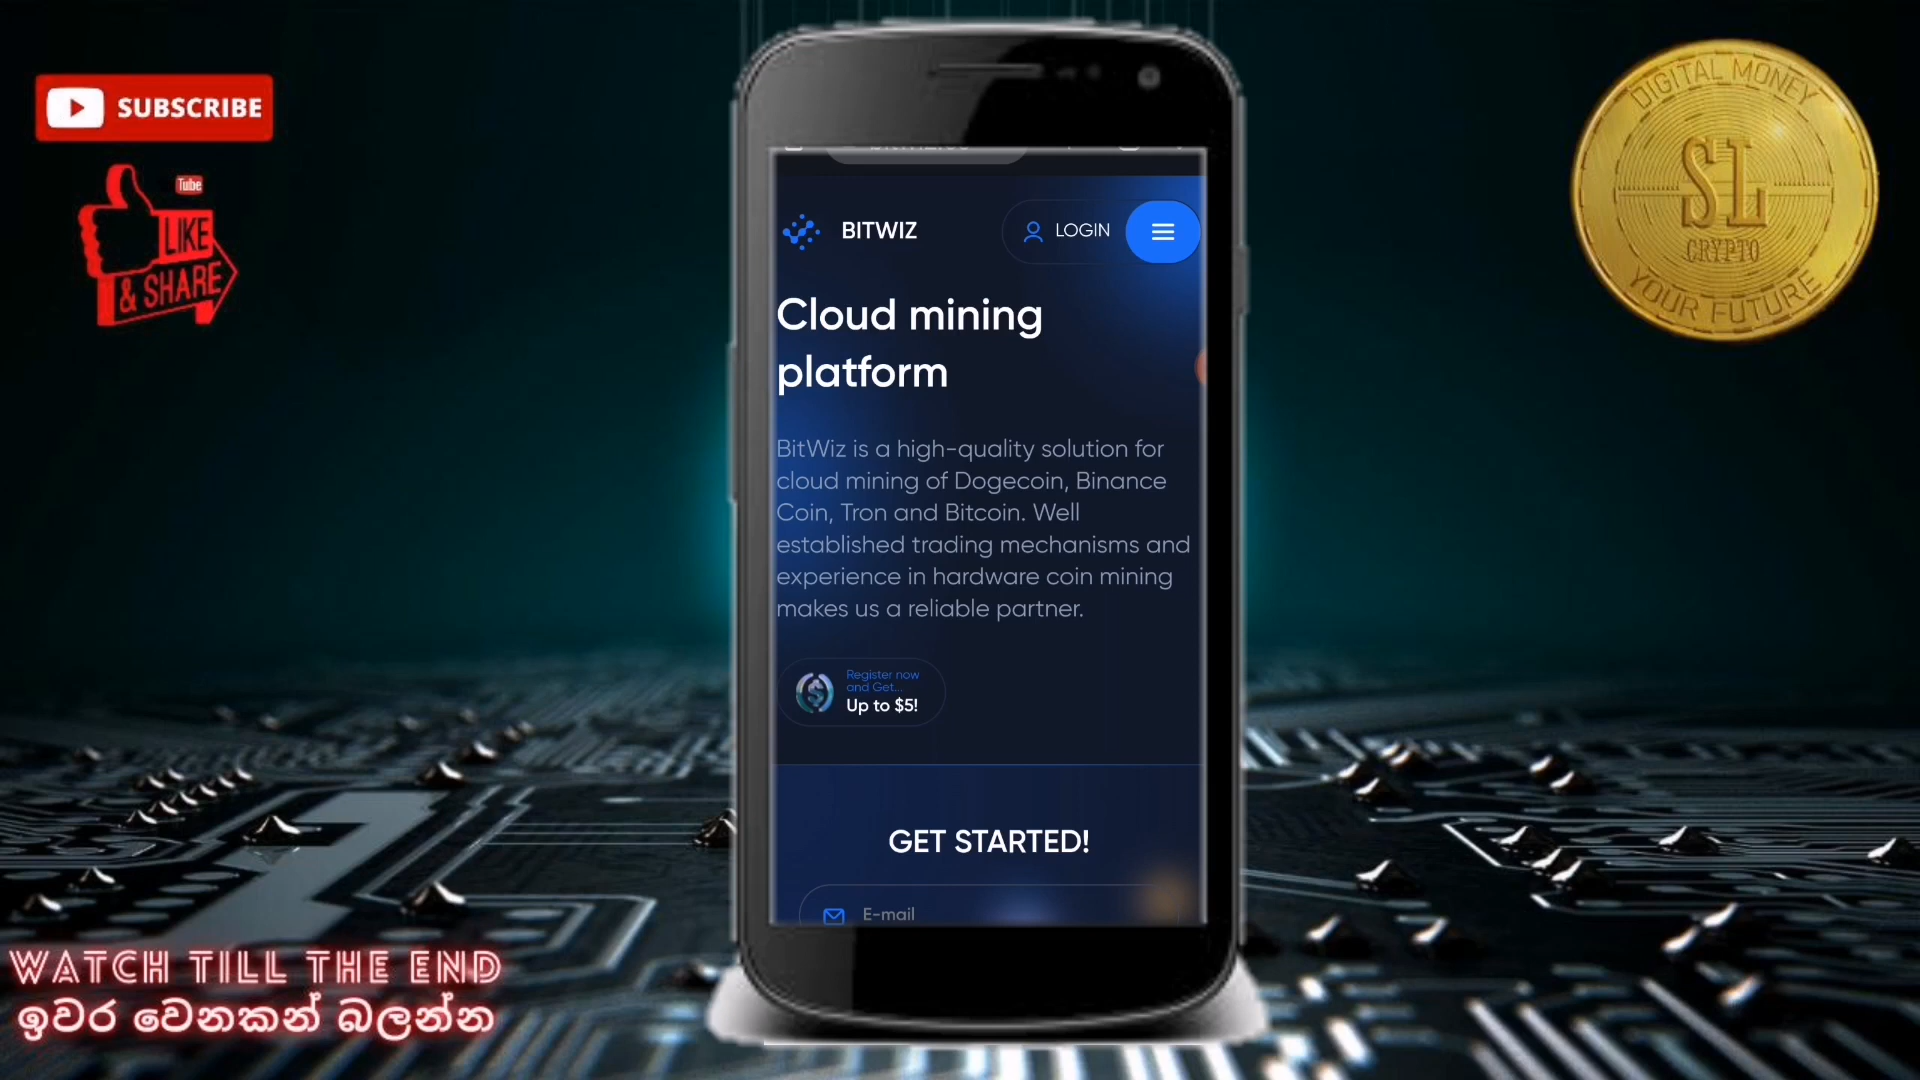 SUBSCRIBE
Tube
LIKE
& SHARE
BITWIZ
LOGIN
Cloud mining
platform
BitWiz is a high-quality solution for
cloud mining of Dogecoin, Binance
Coin, Tron and Bitcoin. Well
established trading mechanisms and
experience in hardware coin mining
makes us a reliable partner.
Register now
and Get...
Up to $5!
GET STARTED!
E-mail
DIGITAL MONEY
SL
CRYPTO
YOUR FUTURE
WATCH TILL THE END
ඉවර වෙනකන් බලන්න